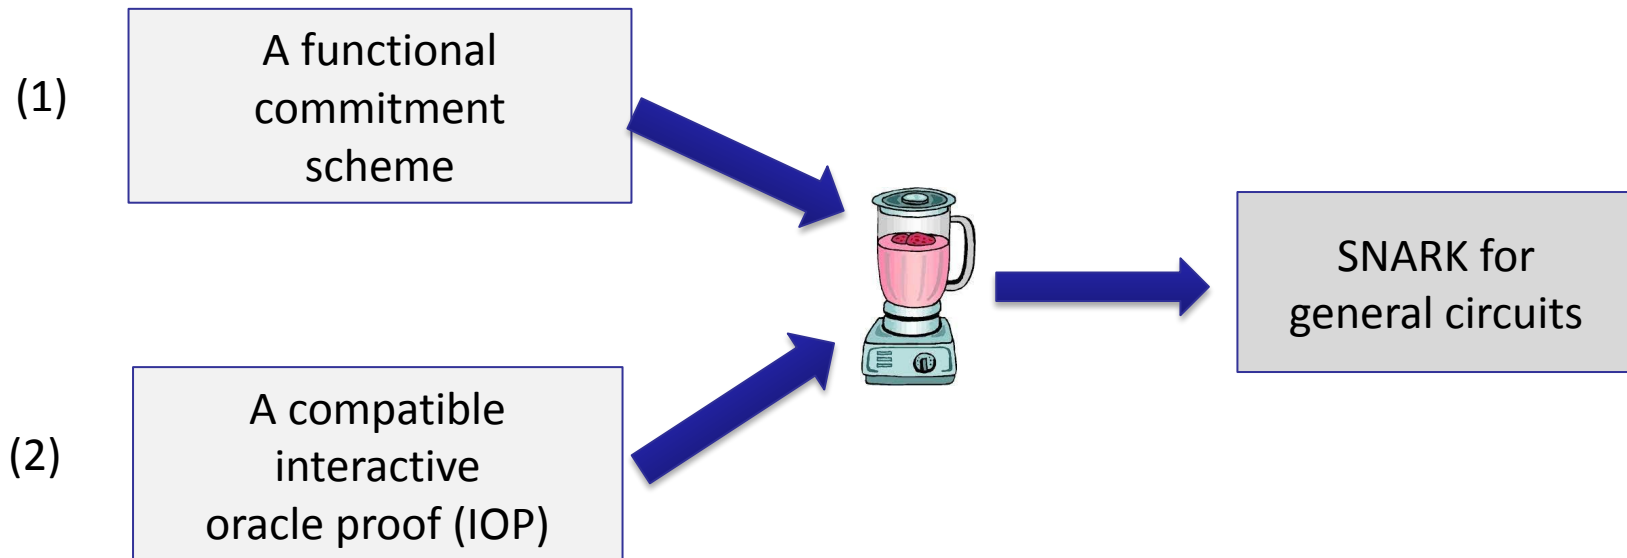 (1)
A functional
commitment
scheme
(2)
A compatible
interactive
oracle proof (IOP)
SNARK for
general circuits